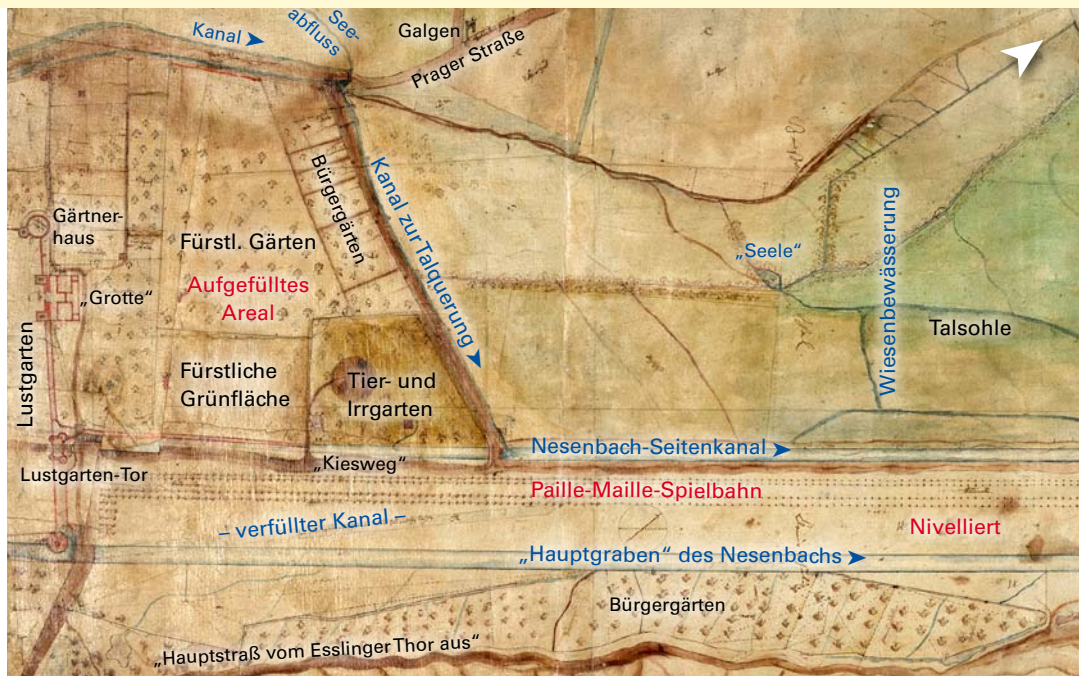 Kanal
See-
abfluss
Galgen
Prager Straße
Bürgergärten
Kanal zur Talquerung
Gärtner-
haus
Fürstl. Gärten
„Grotte“
Aufgefülltes
Areal
„Seele“
Wiesenbewässerung
Talsohle
Lustgarten
Fürstliche
Grünfläche
Tier- und
Irrgarten
Lustgarten-Tor
„Kiesweg“
Nesenbach-Seitenkanal
Paille-Maille-Spielbahn
– verfüllter Kanal –
Nivelliert
„Hauptgraben“ des Nesenbachs
Bürgergärten
„Hauptstraß vom Esslinger Thor aus“